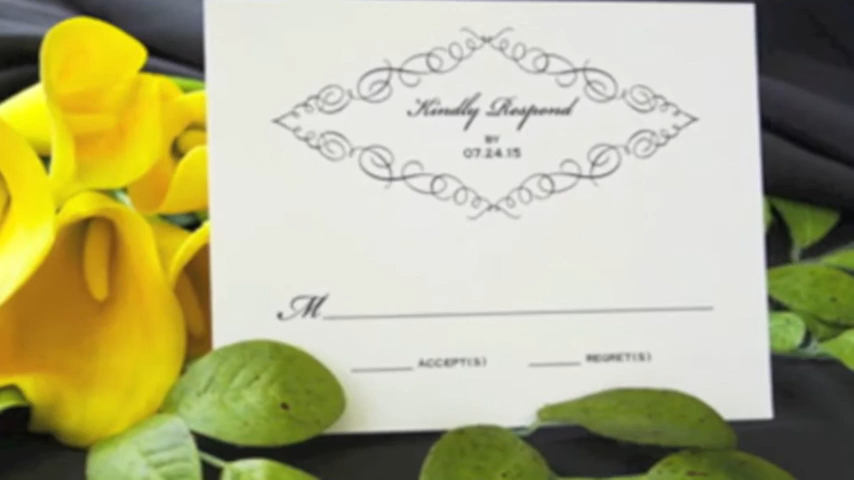 Kindly Respond
BY
07.24.15
M
ACCEPT(S) REGRET(S)